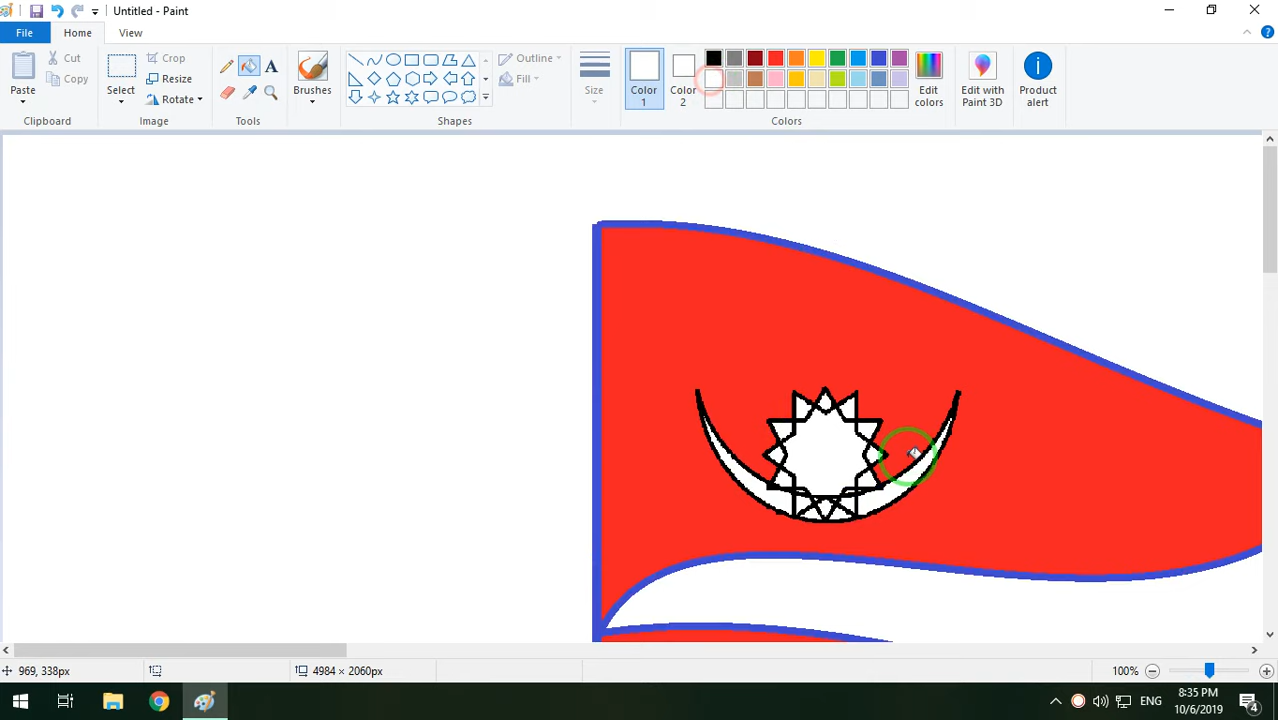 Untitled - Paint
File Home View
Paste
Cut
Copy
Clipboard
Select
Crop
Resize
Rotate
Image
A
Tools
Brushes
Shapes
Outline
Fill
Size
Color 1
Color 2
Edit colors
Colors
Edit with Paint 3D
Product alert
969, 338px
4984 × 2060px
100%
ENG
8:35 PM
10/6/2019
4